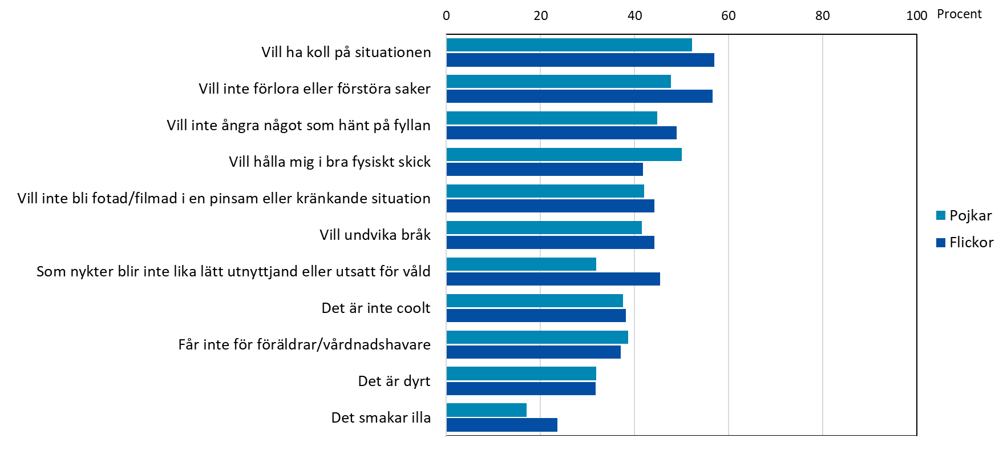 0 20 40 60 80 100 Procent
Vill ha koll på situationen
Vill inte förlora eller förstöra saker
Vill inte ångra något som hänt på fyllan
Vill hålla mig i bra fysiskt skick
Vill inte bli fotad/filmad i en pinsam eller kränkande situation
Vill undvika bråk
Som nykter blir inte lika lätt utnyttjand eller utsatt för våld
Det är inte coolt
Får inte för föräldrar/vårdnadshavare
Det är dyrt
Det smakar illa
Pojkar
Flickor